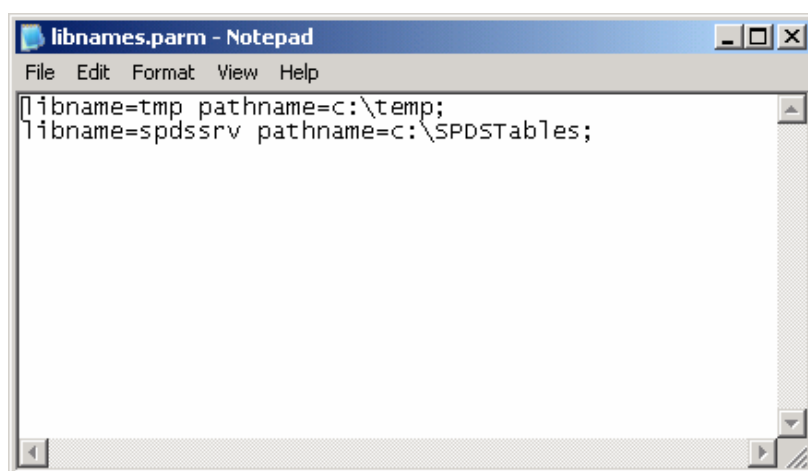 libnames.parm - Notepad
File Edit Format View Help
libname=tmp pathname=c:\temp;
libname=spdssrv pathname=c:\SPDSTables;